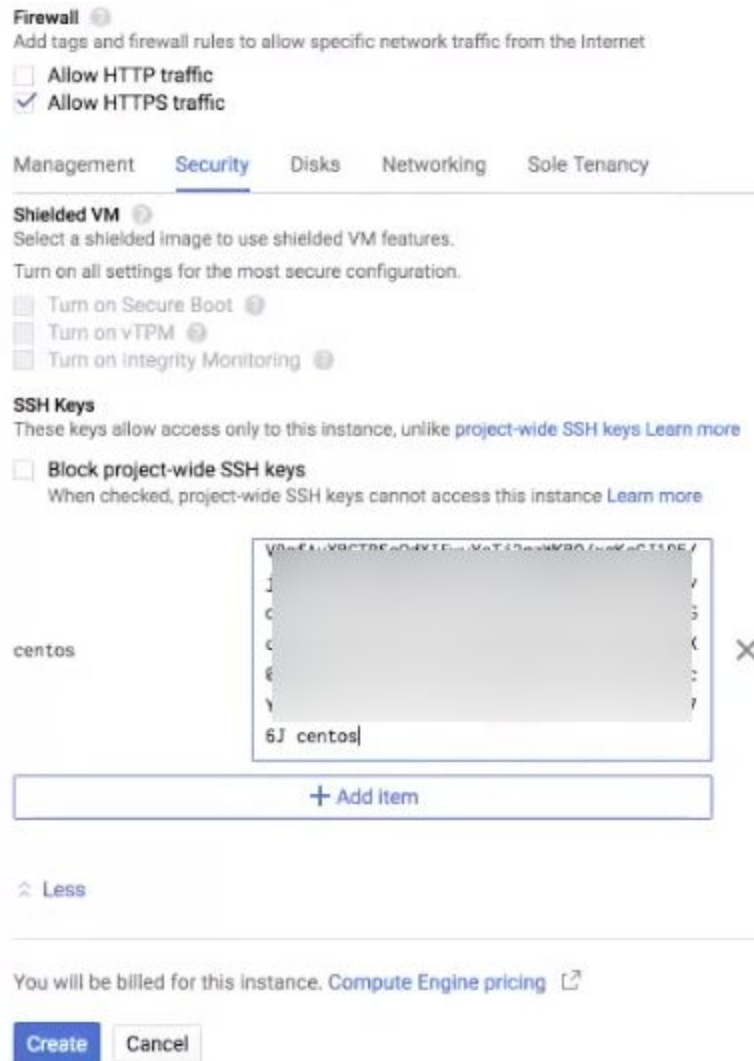 Firewall
Add tags and firewall rules to allow specific network traffic from the Internet
Allow HTTP traffic
Allow HTTPS traffic
Management Security Disks Networking Sole Tenancy
Shielded VM
Select a shielded image to use shielded VM features.
Turn on all settings for the most secure configuration.
Turn on Secure Boot
Turn on vTPM
Turn on Integrity Monitoring
SSH Keys
These keys allow access only to this instance, unlike project-wide SSH keys Learn more
Block project-wide SSH keys
When checked, project-wide SSH keys cannot access this instance Learn more
centos
6J centos
+ Add item
Less
You will be billed for this instance. Compute Engine pricing
Create Cancel